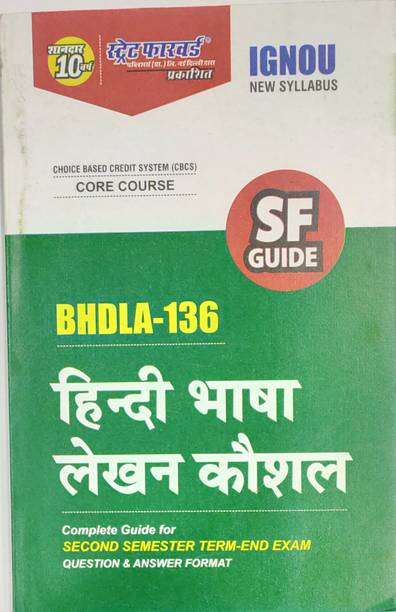 शानदार
10 वर्ष
स्ट्रेट फारवर्ड®
पब्लिशर्स (प्रा.) लि. नई दिल्ली द्वारा
प्रकाशित
IGNOU
NEW SYLLABUS
CHOICE BASED CREDIT SYSTEM (CBCS)
CORE COURSE
SF
GUIDE
BHDLA-136
हिन्दी भाषा
लेखन कौशल
Complete Guide for
SECOND SEMESTER TERM-END EXAM
QUESTION & ANSWER FORMAT